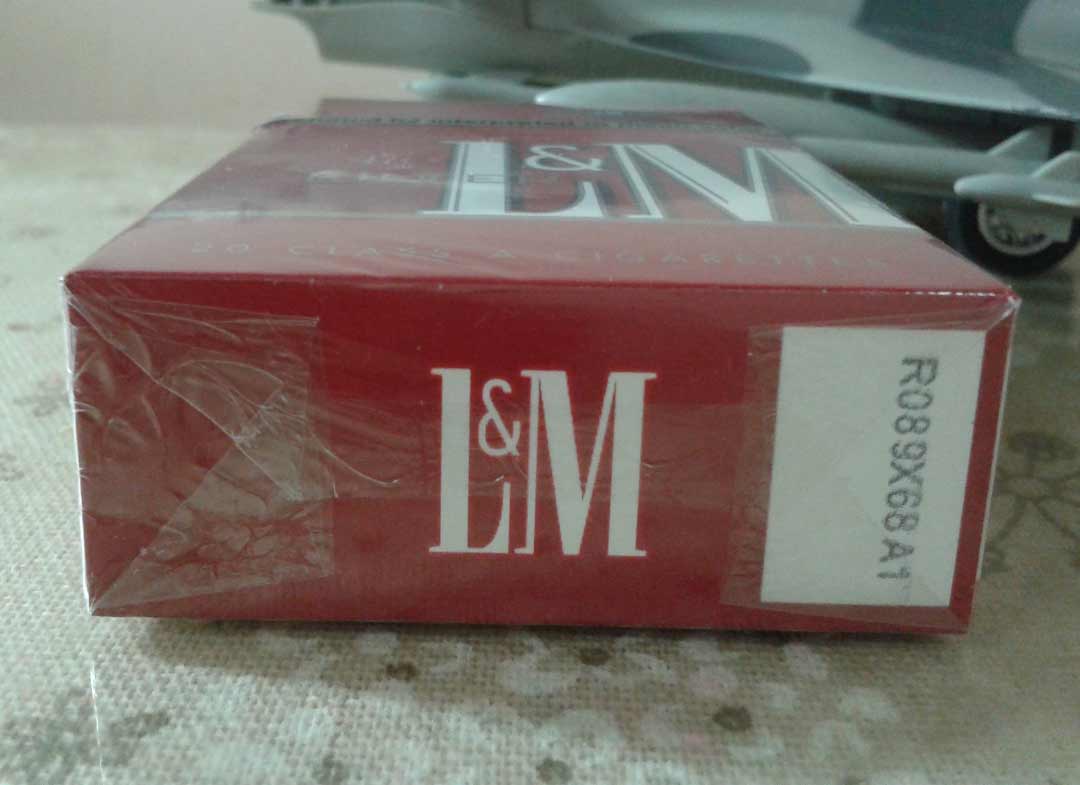 L&M
20 CLASS A CIGARETTES
L&M
R089X68A1